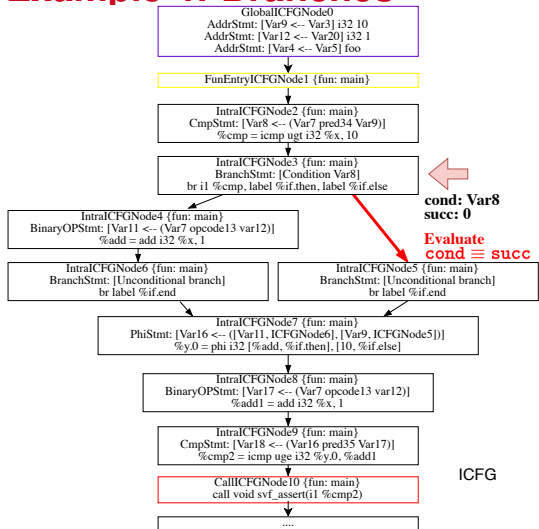 GlobalICFGNode0
AddrStmt: [Var9 <-- Var3] i32 10
AddrStmt: [Var12 <-- Var20] i32 1
AddrStmt: [Var4 <-- Var5] foo
FunEntryICFGNode1 {fun: main}
IntraICFGNode2 {fun: main}
CmpStmt: [Var8 <-- (Var7 pred34 Var9)]
%cmp = icmp ugt i32 %x, 10
IntraICFGNode3 {fun: main}
BranchStmt: [Condition Var8]
br i1 %cmp, label %if.then, label %if.else
cond: Var8
succ: 0
Evaluate
cond ≡ succ
IntraICFGNode4 {fun: main}
BinaryOPStmt: [Var11 <-- (Var7 opcode13 var12)]
%add = add i32 %x, 1
IntraICFGNode6 {fun: main}
BranchStmt: [Unconditional branch]
br label %if.end
IntraICFGNode5 {fun: main}
BranchStmt: [Unconditional branch]
br label %if.end
IntraICFGNode7 {fun: main}
PhiStmt: [Var16 <-- ([Var11, ICFGNode6], [Var9, ICFGNode5])]
%y.0 = phi i32 [%add, %if.then], [10, %if.else]
IntraICFGNode8 {fun: main}
BinaryOPStmt: [Var17 <-- (Var7 opcode13 var12)]
%add1 = add i32 %x, 1
IntraICFGNode9 {fun: main}
CmpStmt: [Var18 <-- (Var16 pred35 Var17)]
%cmp2 = icmp uge i32 %y.0, %add1
ICFG
CallICFGNode10 {fun: main}
call void svf_assert(i1 %cmp2)
....